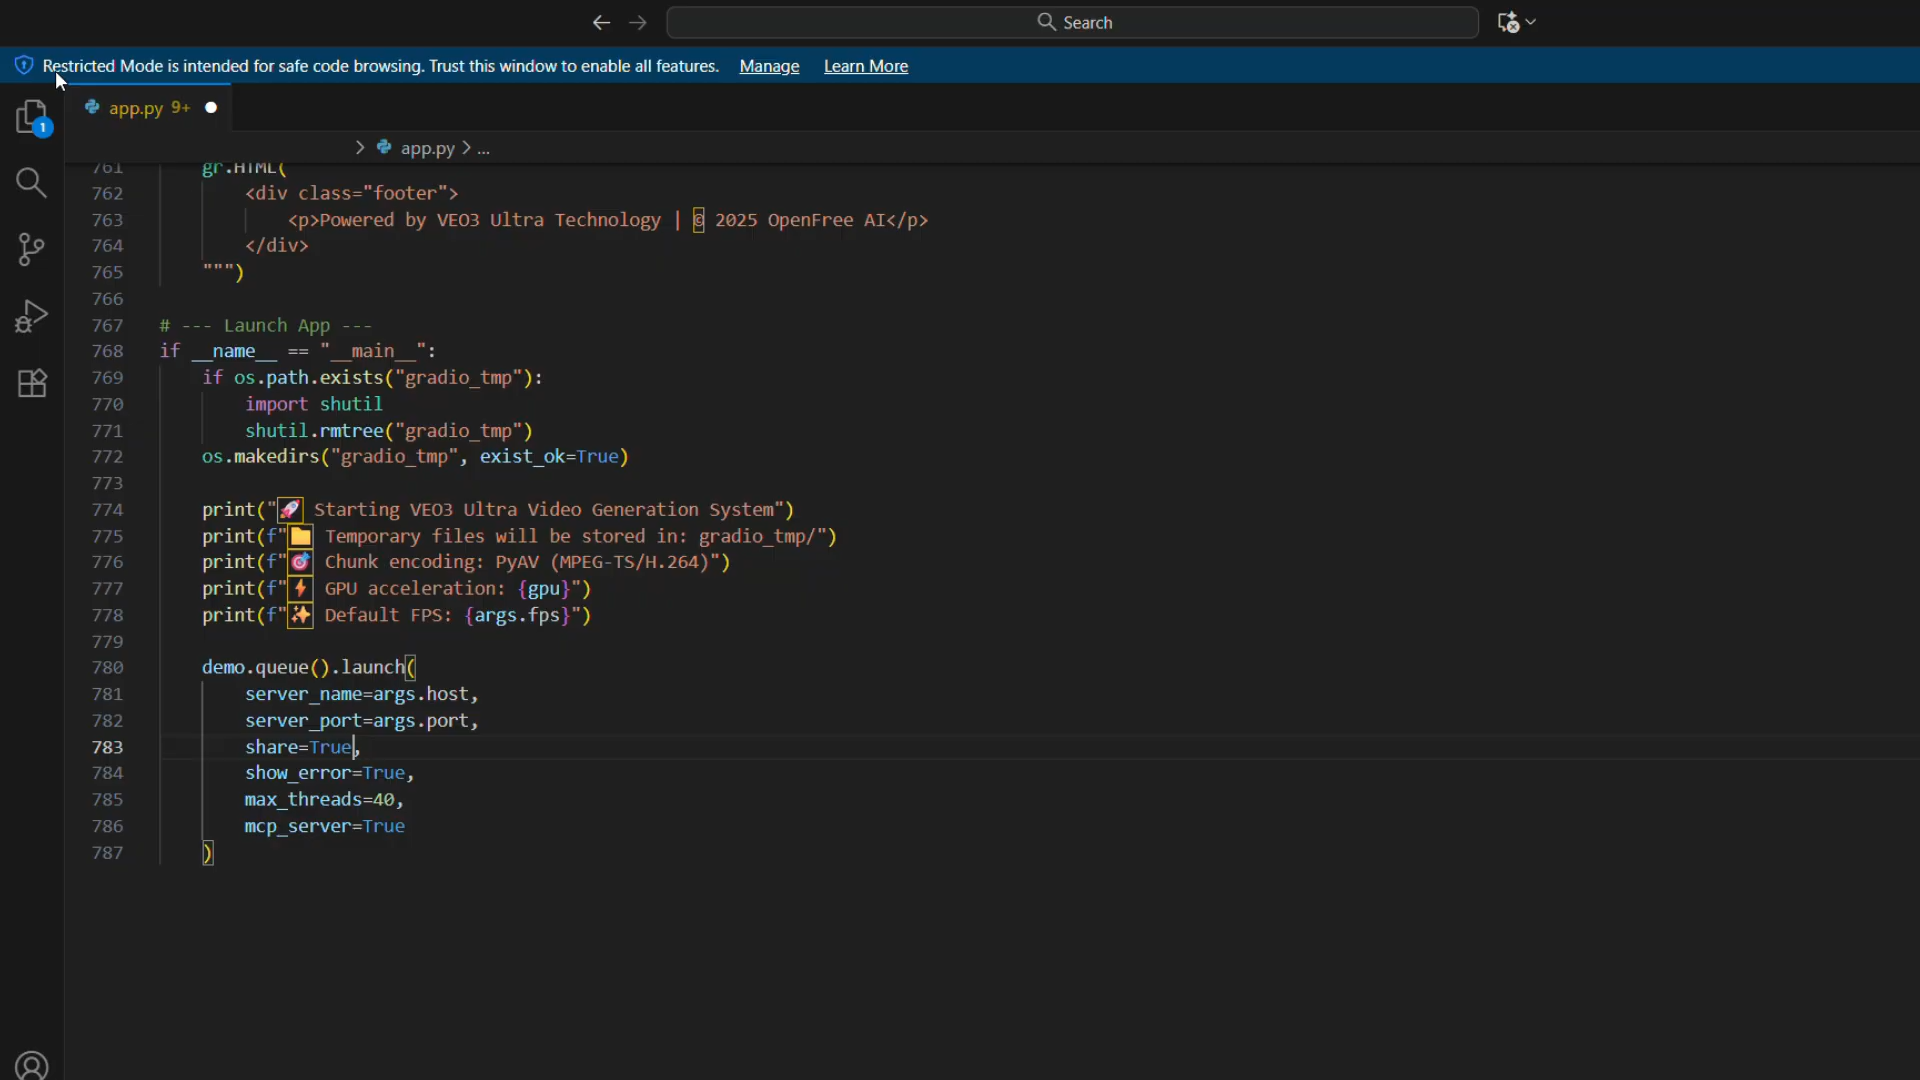 Search
Restricted Mode is intended for safe code browsing. Trust this window to enable all features. Manage Learn More
1
app.py 9+
> app.py > ...
761 gr.HTML(
762 <div class="footer">
763 <p>Powered by VEO3 Ultra Technology | © 2025 OpenFree AI</p>
764 </div>
765 """)
766
767 # --- Launch App ---
768 if __name__ == "__main__":
769 if os.path.exists("gradio_tmp"):
770 import shutil
771 shutil.rmtree("gradio_tmp")
772 os.makedirs("gradio_tmp", exist_ok=True)
773
774 print("🚀 Starting VEO3 Ultra Video Generation System")
775 print(f"📁 Temporary files will be stored in: gradio_tmp/")
776 print(f"🎯 Chunk encoding: PyAV (MPEG-TS/H.264)")
777 print(f"⚡ GPU acceleration: {gpu}")
778 print(f"✨ Default FPS: {args.fps}")
779
780 demo.queue().launch(
781 server_name=args.host,
782 server_port=args.port,
783 share=True,
784 show_error=True,
785 max_threads=40,
786 mcp_server=True
787 )